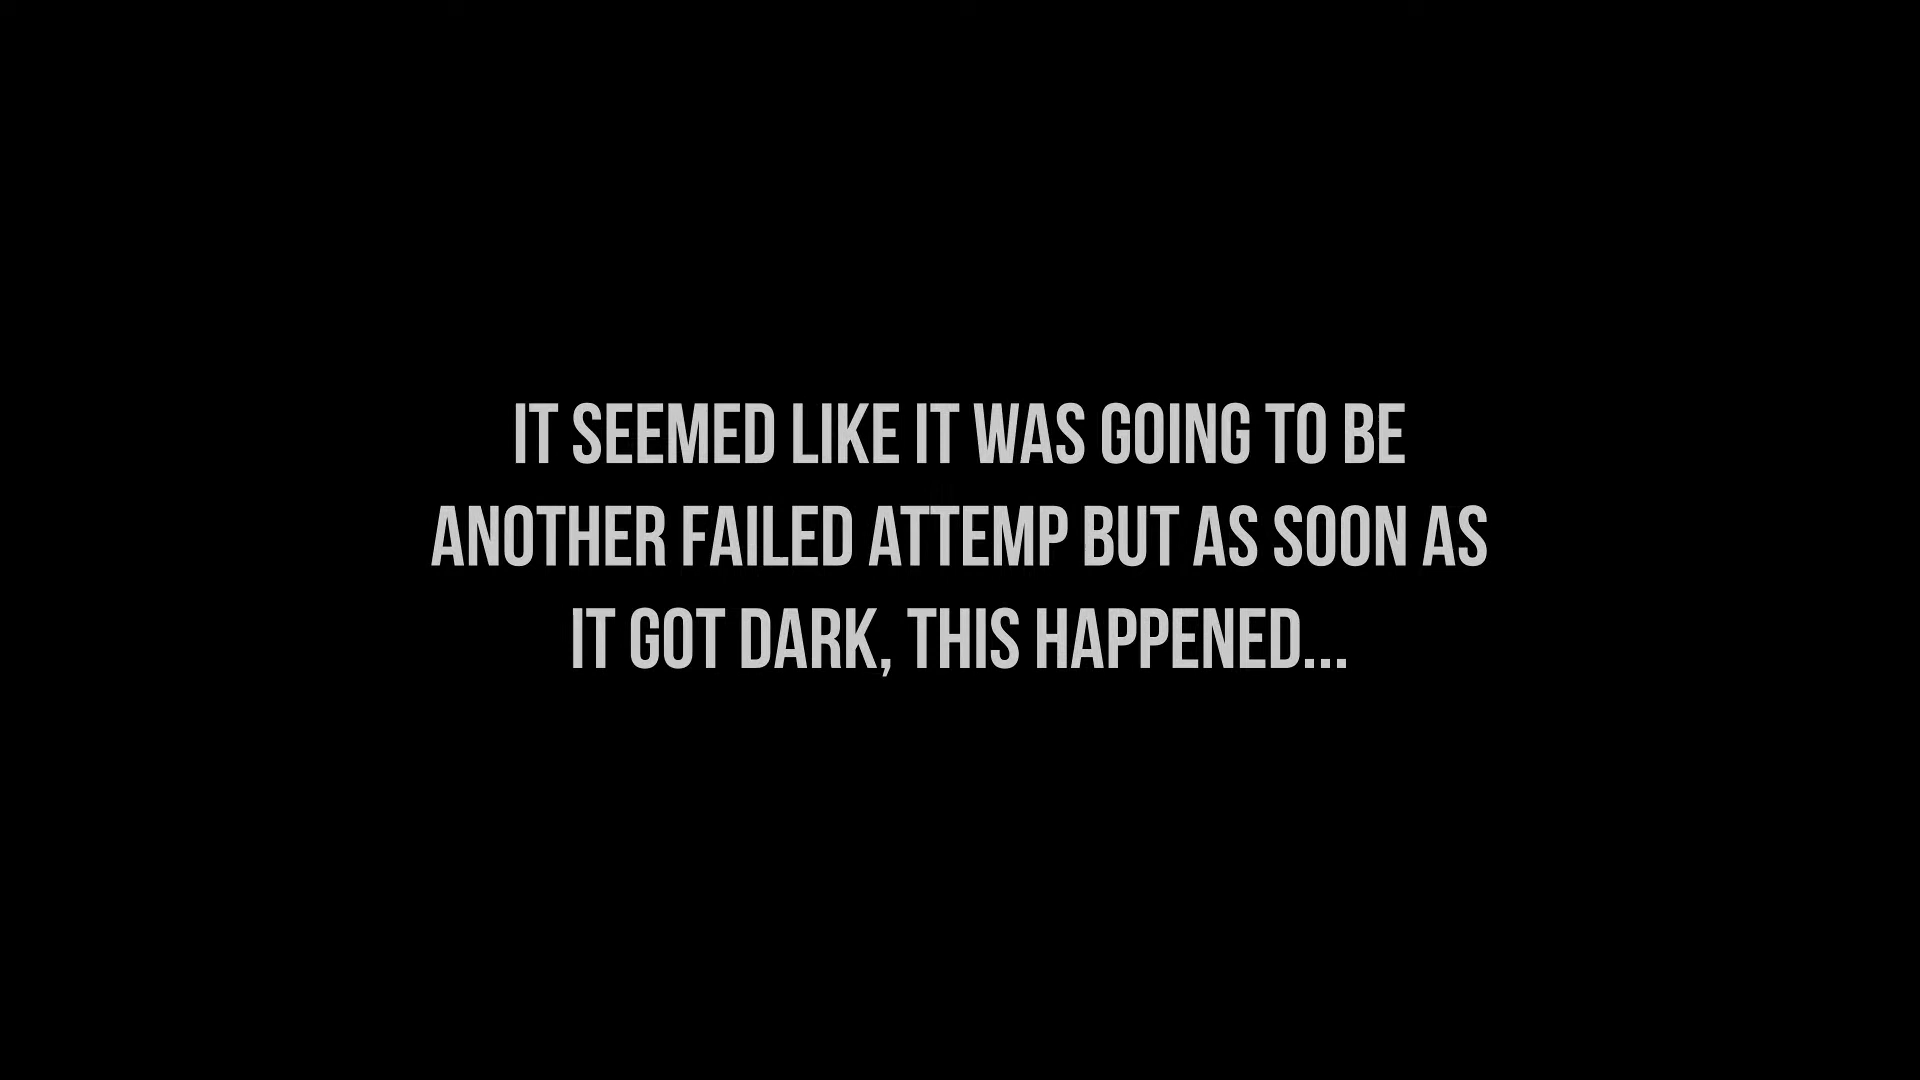 IT SEEMED LIKE IT WAS GOING TO BE
ANOTHER FAILED ATTEMP BUT AS SOON AS
IT GOT DARK, THIS HAPPENED...